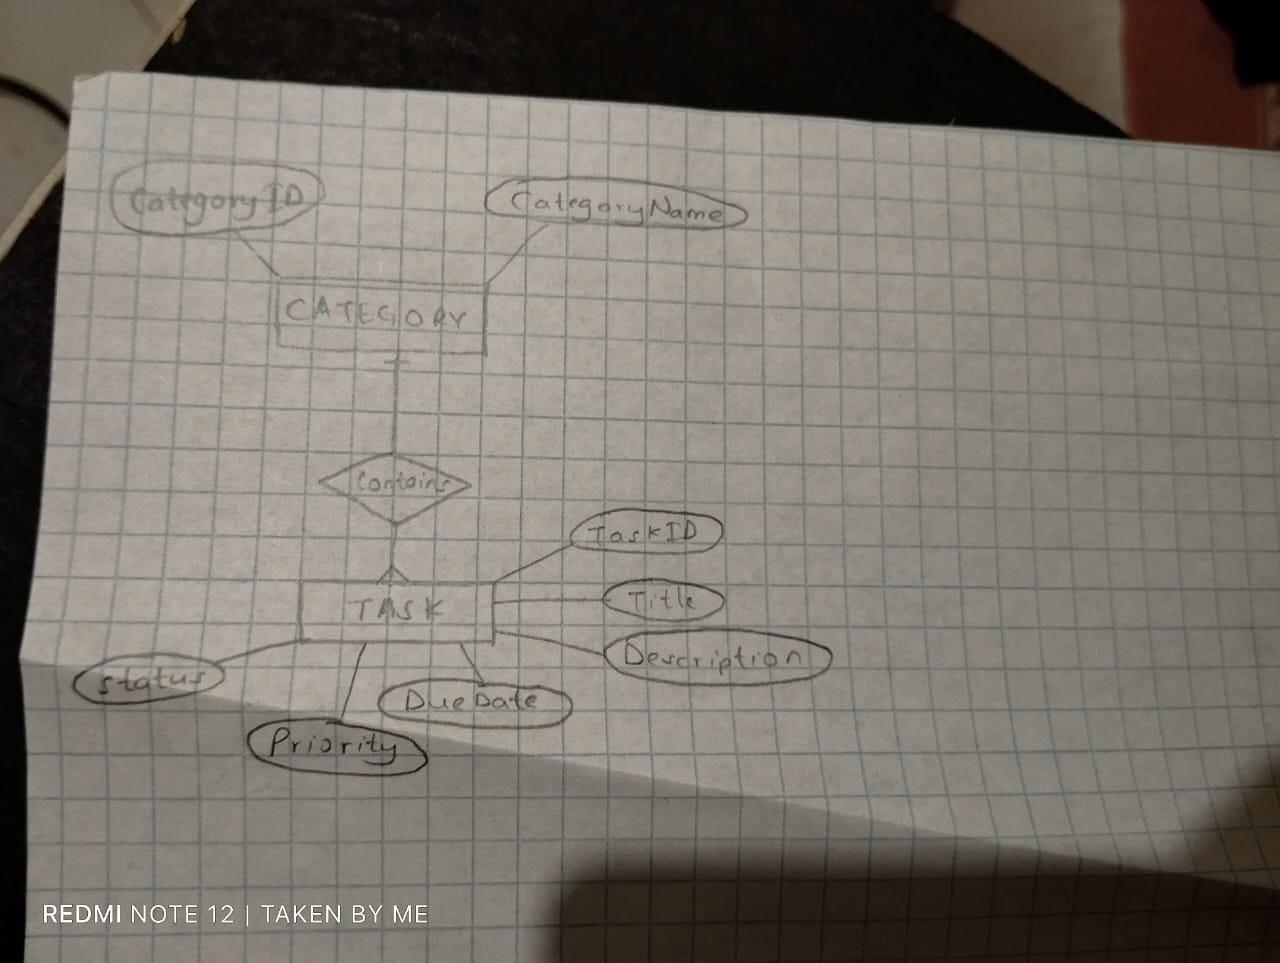 CategoryID
CategoryName
CATEGORY
Contains
TaskID
TASK
Title
Description
status
DueDate
Priority
REDMI NOTE 12 | TAKEN BY ME